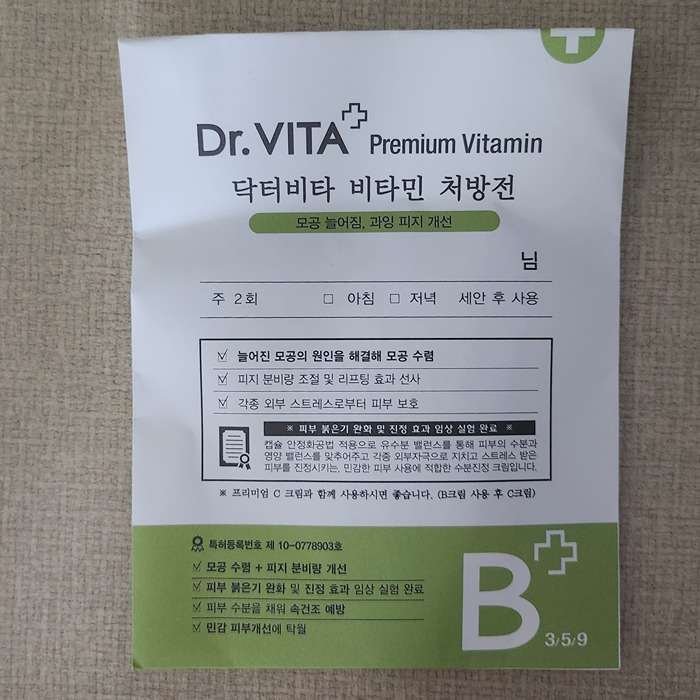 Dr.VITA Premium Vitamin
닥터비타 비타민 처방전
모공 늘어짐, 과잉 피지 개선
님
주 2회 □ 아침 □ 저녁 세안 후 사용
☑ 늘어진 모공의 원인을 해결해 모공 수렴
☑ 피지 분비량 조절 및 리프팅 효과 선사
☑ 각종 외부 스트레스로부터 피부 보호
※ 피부 붉은기 완화 및 진정 효과 임상 실험 완료 ※
캡슐 안정화공법 적용으로 유수분 밸런스를 통해 피부의 수분과
영양 밸런스를 맞추어주고 각종 외부자극으로 지치고 스트레스 받은
피부를 진정시키는, 민감한 피부 사용에 적합한 수분진정 크림입니다.
※ 프리미엄 C 크림과 함께 사용하시면 좋습니다. (B크림 사용 후 C크림)
특허등록번호 제 10-0778903호
☑ 모공 수렴 + 피지 분비량 개선
☑ 피부 붉은기 완화 및 진정 효과 임상 실험 완료
☑ 피부 수분을 채워 속건조 예방
☑ 민감 피부개선에 탁월
B
3/5/9